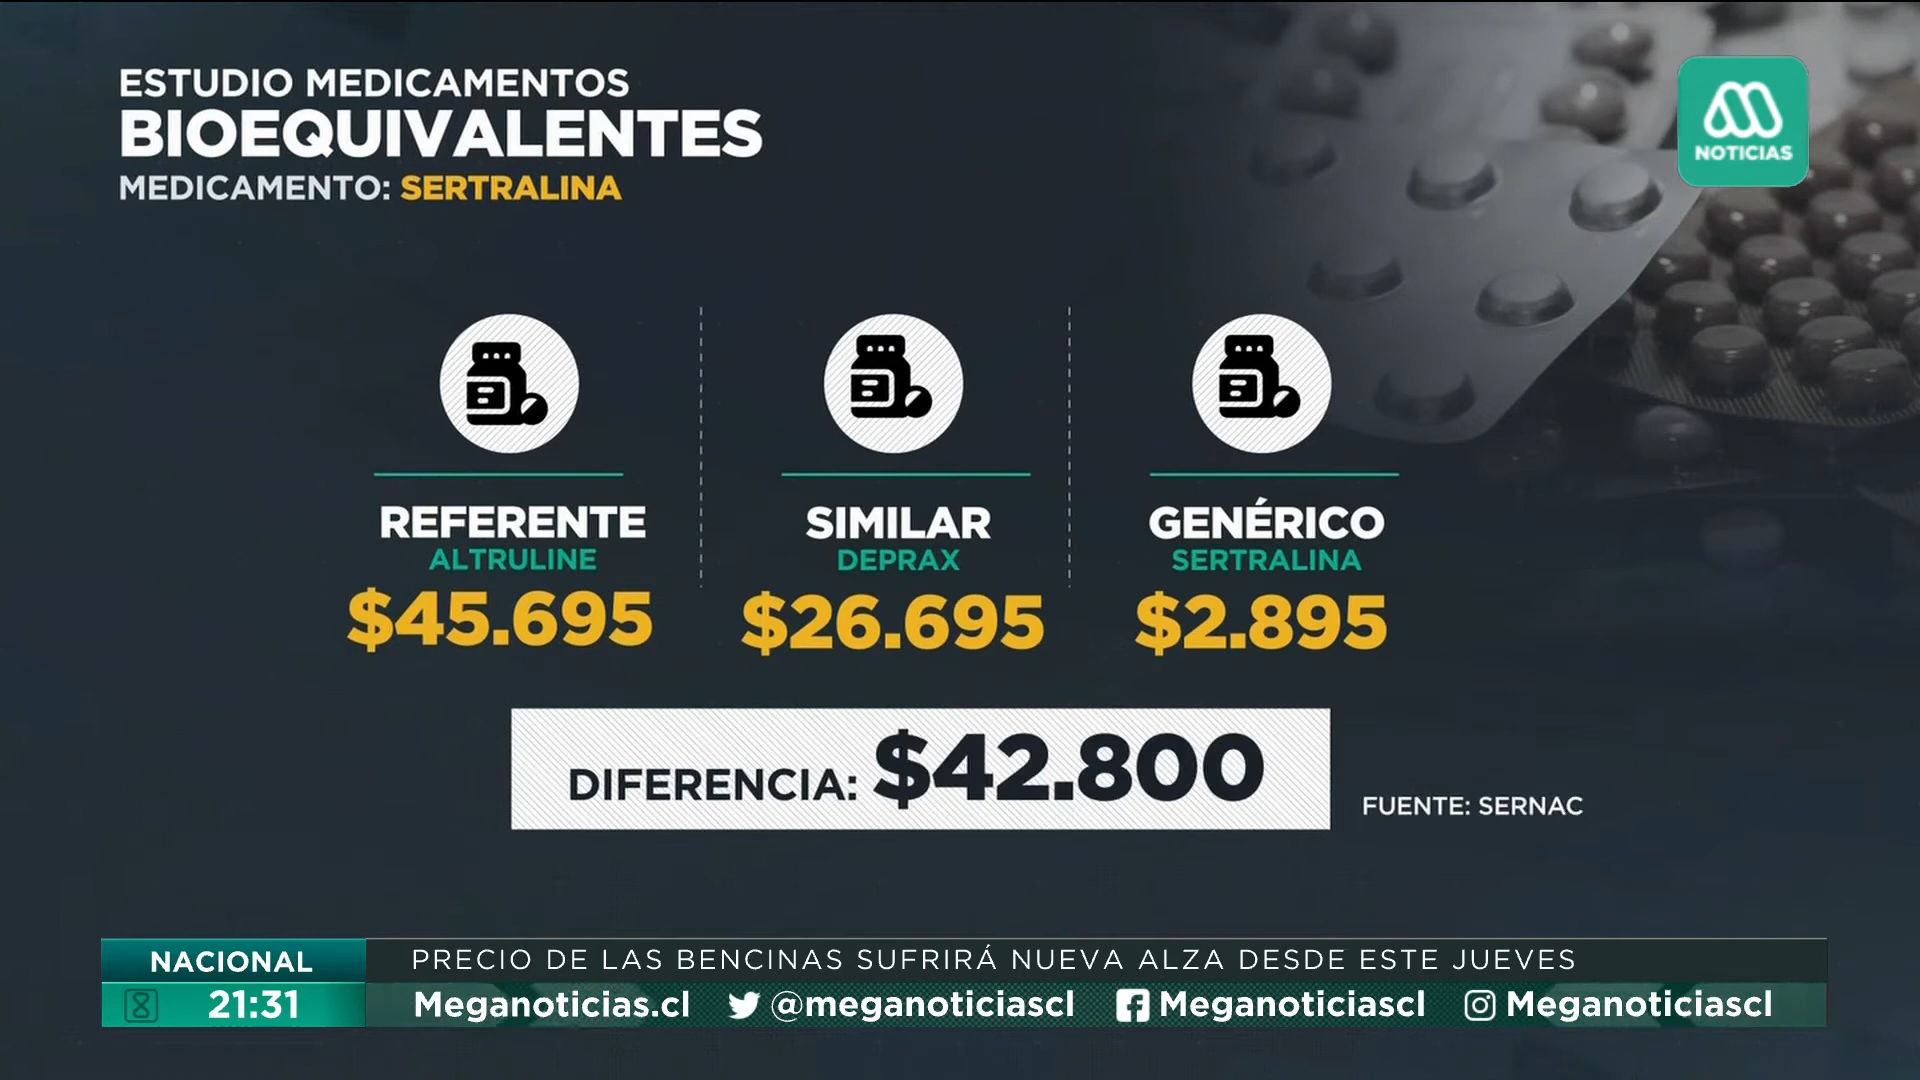 ESTUDIO MEDICAMENTOS
BIOEQUIVALENTES
MEDICAMENTO: SERTRALINA
NOTICIAS
REFERENTE
ALTRULINE
$45.695
SIMILAR
DEPRAX
$26.695
GENÉRICO
SERTRALINA
$2.895
DIFERENCIA: $42.800
FUENTE: SERNAC
NACIONAL
PRECIO DE LAS BENCINAS SUFRIRÁ NUEVA ALZA DESDE ESTE JUEVES
21:31
Meganoticias.cl @meganoticiascl Meganoticiascl Meganoticiascl